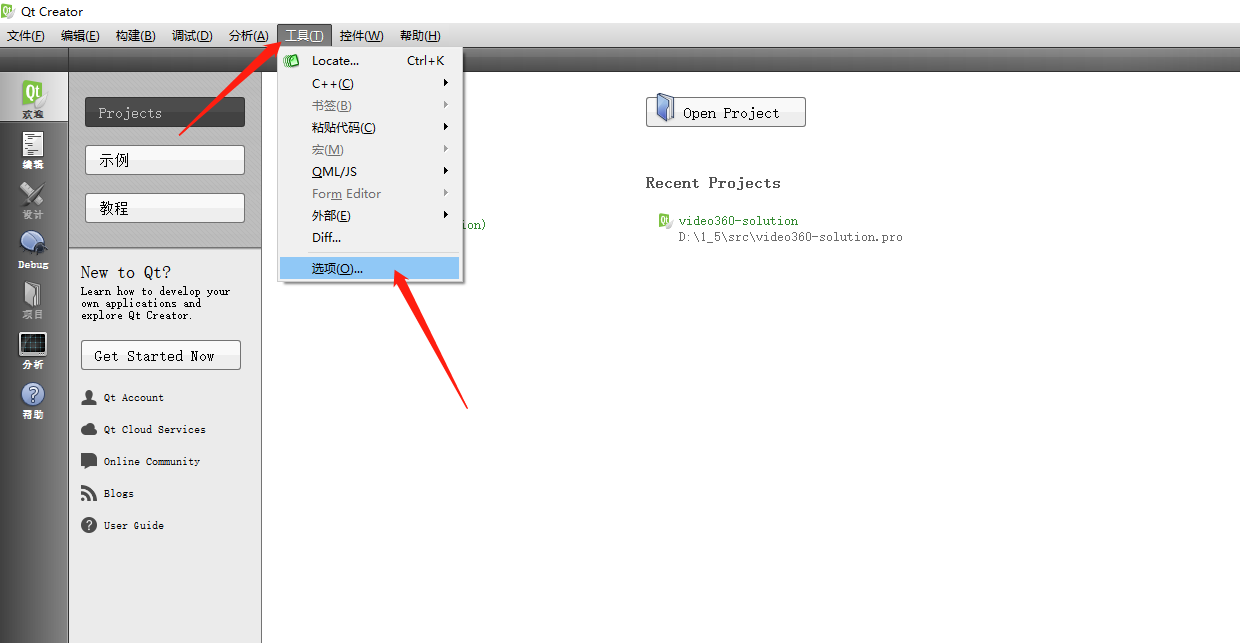 Qt Creator
文件(F) 编辑(E) 构建(B) 调试(D) 分析(A) 工具(T) 控件(W) 帮助(H)
Qt
欢迎
编辑
设计
Debug
项目
分析
帮助
Projects
示例
教程
New to Qt?
Learn how to develop your
own applications and
explore Qt Creator.
Get Started Now
Qt Account
Qt Cloud Services
Online Community
Blogs
User Guide
Locate... Ctrl+K
C++(C)
书签(B)
粘贴代码(C)
宏(M)
QML/JS
Form Editor
外部(E)
Diff...
选项(O)...
ion)
Open Project
Recent Projects
video360-solution
D:\1_5\src\video360-solution.pro